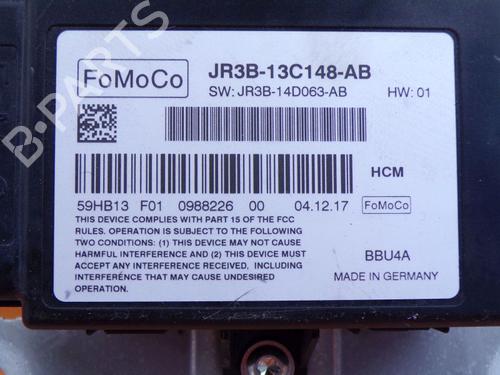 FoMoCo
JR3B-13C148-AB
SW: JR3B-14D063-AB HW: 01
HCM
59HB13 F01 0988226 00 04.12.17 FoMoCo
THIS DEVICE COMPLIES WITH PART 15 OF THE FCC
RULES. OPERATION IS SUBJECT TO THE FOLLOWING
TWO CONDITIONS: (1) THIS DEVICE MAY NOT CAUSE
HARMFUL INTERFERENCE AND (2) THIS DEVICE MUST
ACCEPT ANY INTERFERENCE RECEIVED, INCLUDING
INTERFERENCE THAT MAY CAUSE UNDESIRED
OPERATION.
BBU4A
MADE IN GERMANY
B-PARTS